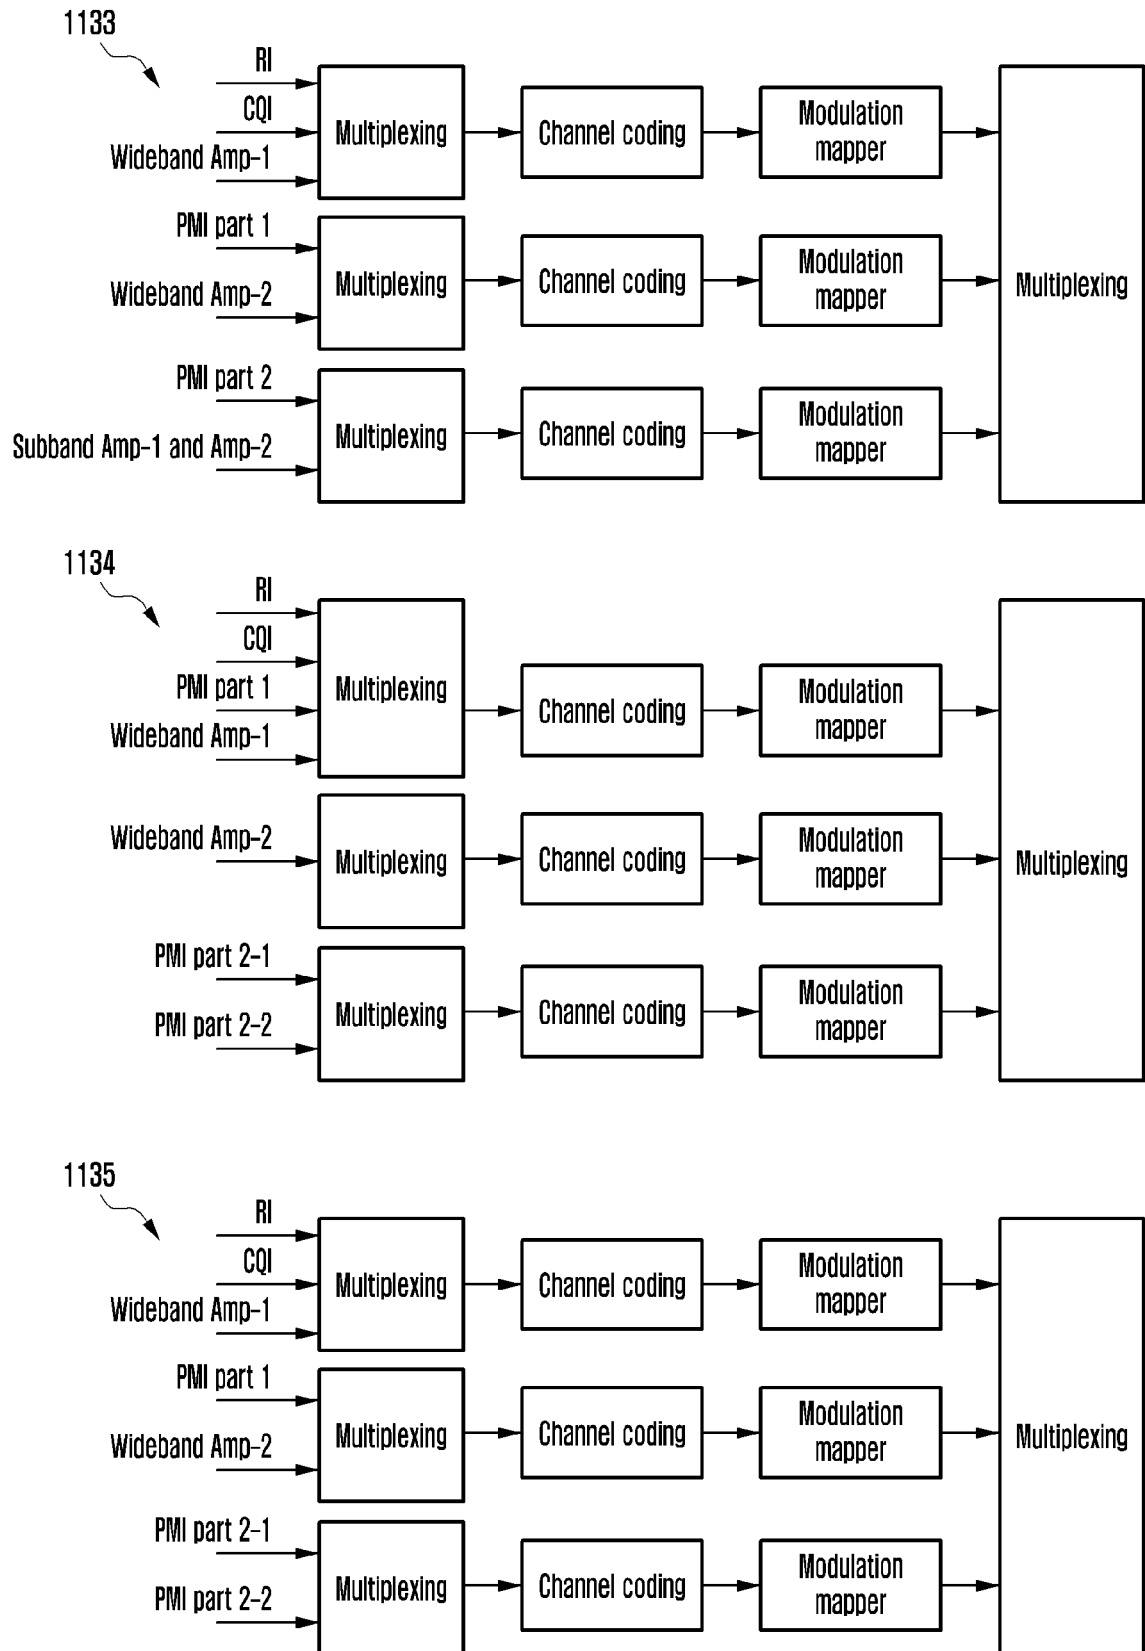 1133
RI
CQI
Wideband Amp-1
Multiplexing
Channel coding
Modulation
mapper
PMI part 1
Wideband Amp-2
Multiplexing
Channel coding
Modulation
mapper
Multiplexing
PMI part 2
Subband Amp-1 and Amp-2
Multiplexing
Channel coding
Modulation
mapper
1134
RI
CQI
PMI part 1
Wideband Amp-1
Multiplexing
Channel coding
Modulation
mapper
Wideband Amp-2
Multiplexing
Channel coding
Modulation
mapper
Multiplexing
PMI part 2-1
PMI part 2-2
Multiplexing
Channel coding
Modulation
mapper
1135
RI
CQI
Wideband Amp-1
Multiplexing
Channel coding
Modulation
mapper
PMI part 1
Wideband Amp-2
Multiplexing
Channel coding
Modulation
mapper
Multiplexing
PMI part 2-1
PMI part 2-2
Multiplexing
Channel coding
Modulation
mapper